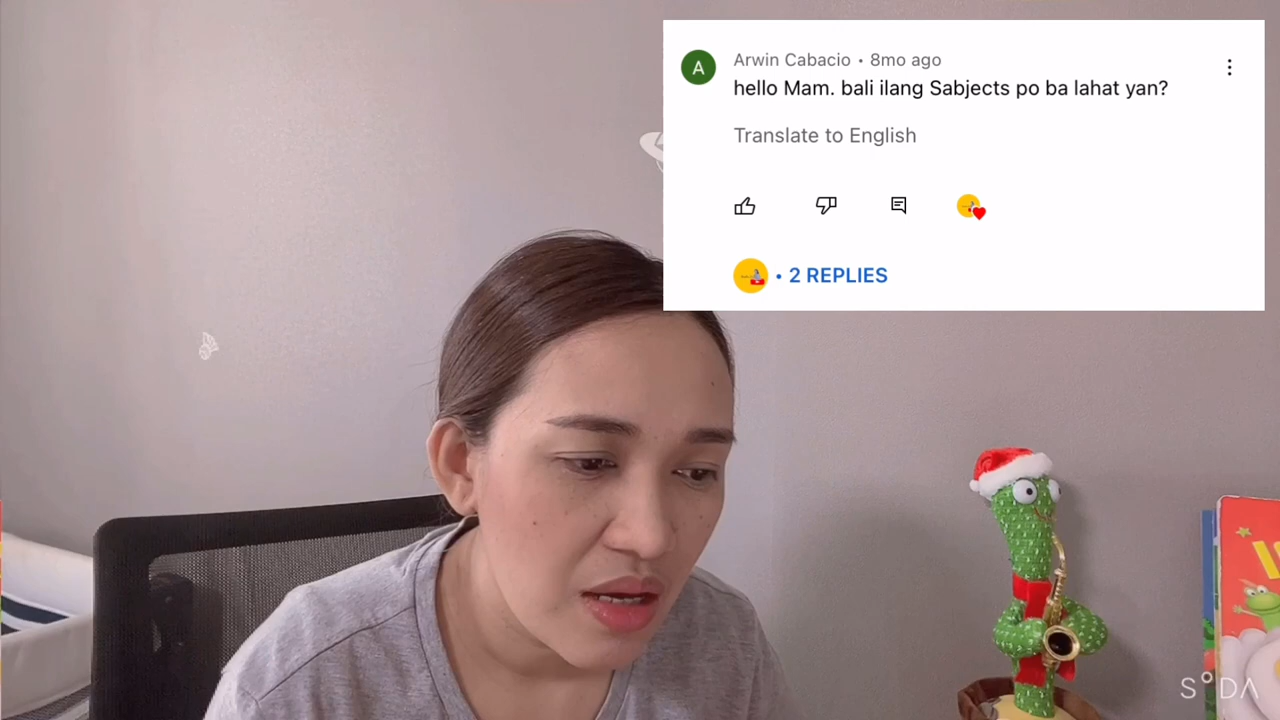 A
Arwin Cabacio • 8mo ago
hello Mam. bali ilang Sabjects po ba lahat yan?
Translate to English
• 2 REPLIES
SODA